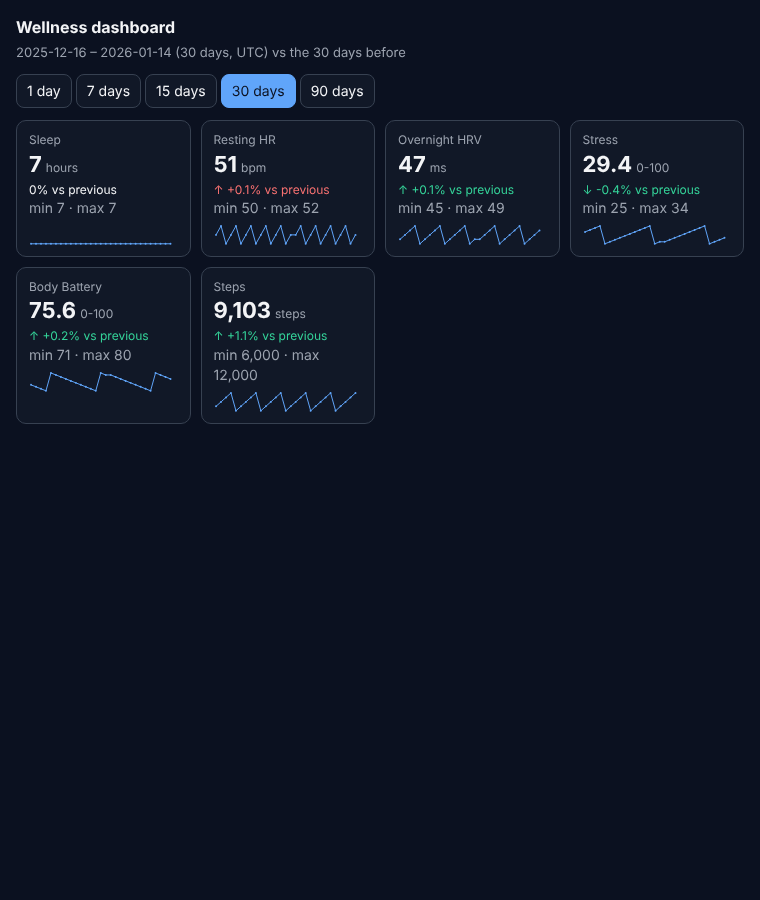 Wellness dashboard
2025-12-16 – 2026-01-14 (30 days, UTC) vs the 30 days before
1 day
7 days
15 days
30 days
90 days
Sleep
7 hours
0% vs previous
min 7 · max 7
Resting HR
51 bpm
↑ +0.1% vs previous
min 50 · max 52
Overnight HRV
47 ms
↑ +0.1% vs previous
min 45 · max 49
Stress
29.4 0-100
↓ -0.4% vs previous
min 25 · max 34
Body Battery
75.6 0-100
↑ +0.2% vs previous
min 71 · max 80
Steps
9,103 steps
↑ +1.1% vs previous
min 6,000 · max
12,000